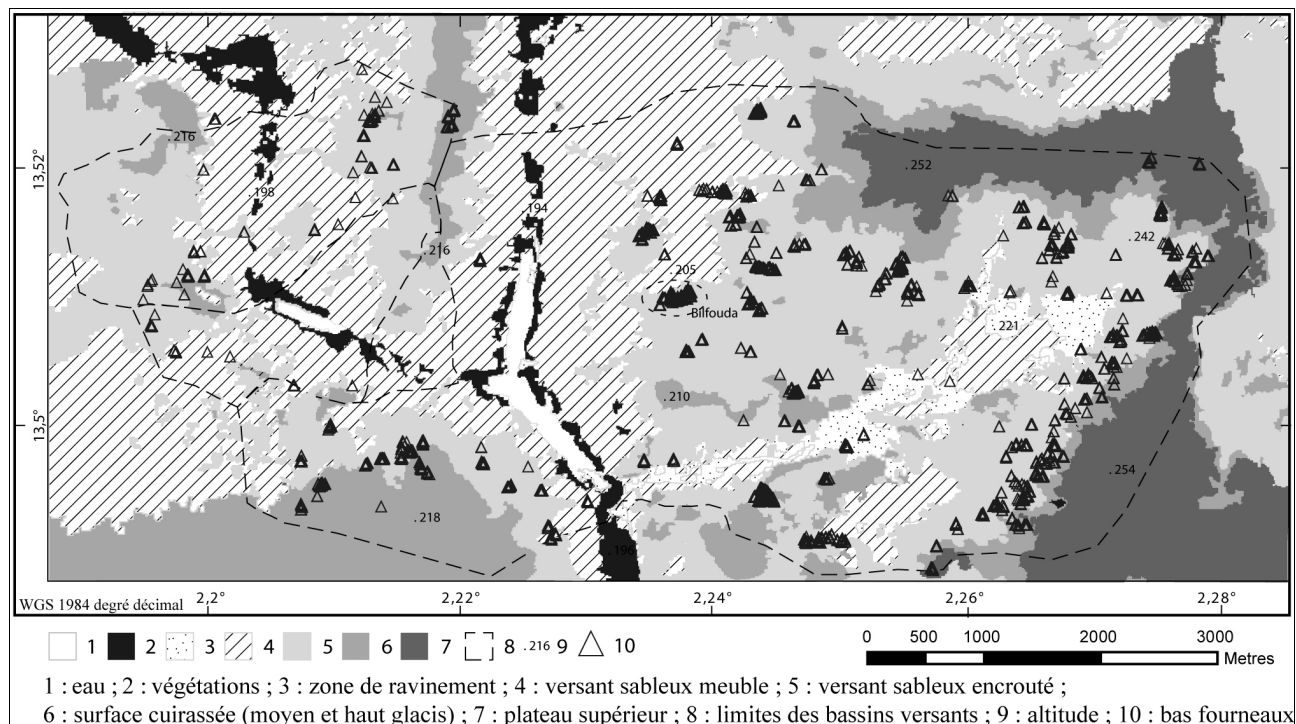 .216
.252
13,52
.198
194
.242
.216
.205
Bilfouda
.221
.210
13,5
.254
.218
.196
WGS 1984 degré décimal
2,2° 2,22° 2,24° 2,26° 2,28°
1 2 3 4 5 6 7 8 .216 9 10
0 500 1000 2000 3000
Metres
1 : eau ; 2 : végétations ; 3 : zone de ravinement ; 4 : versant sableux meuble ; 5 : versant sableux encrouté ;
6 : surface cuirassée (moyen et haut glacis) ; 7 : plateau supérieur ; 8 : limites des bassins versants ; 9 : altitude ; 10 : bas fourneaux